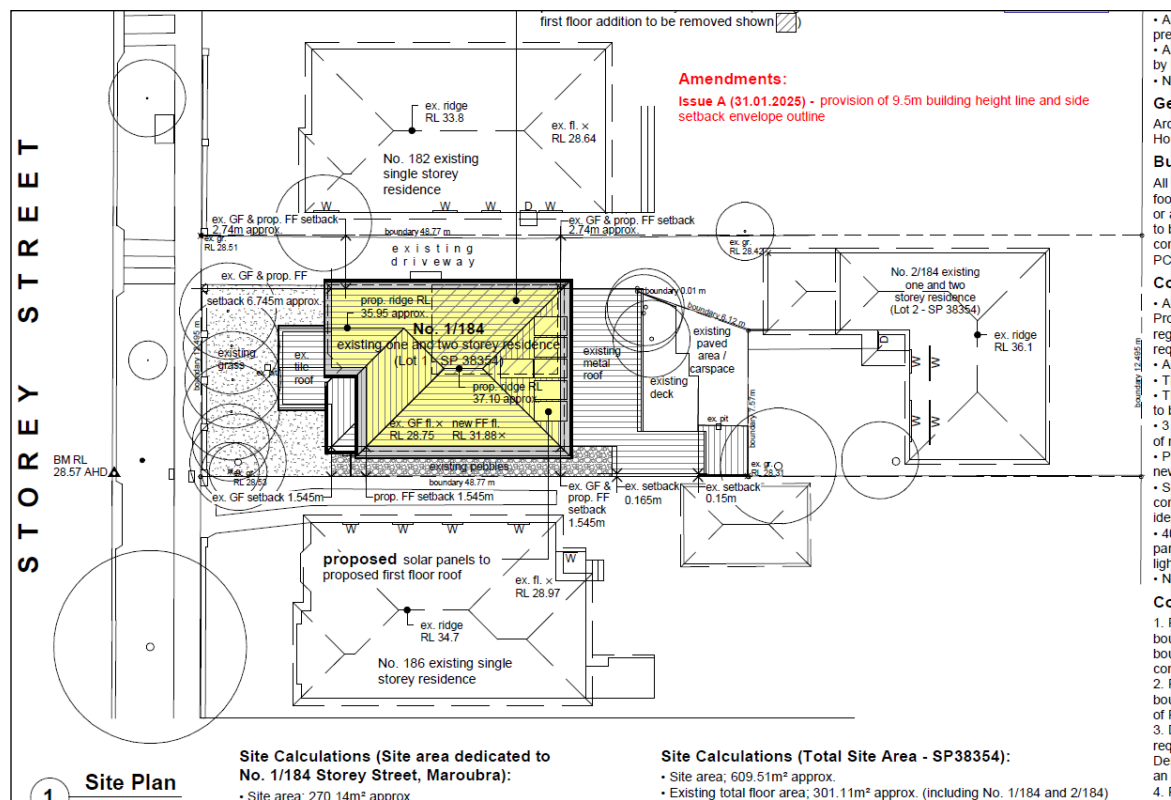 first floor addition to be removed shown )
Amendments:
Issue A (31.01.2025) - provision of 9.5m building height line and side
setback envelope outline
STORY STREET
ex. ridge
RL 33.8
ex. fl. ×
RL 28.64
No. 182 existing
single storey
residence
W
W
W
D
W
ex. GF & prop. FF setback
2.74m approx.
ex. GF & prop. FF setback
2.74m approx.
boundary 48.77 m
ex. gr.
RL 28.51
ex. gr.
RL 28.42
existing
driveway
ex. GF & prop. FF
setback 6.745m approx.
prop. ridge RL
35.95 approx.
No. 1/184
existing one and two storey residence
(Lot 1 - SP 38354)
prop. ridge RL
37.10 approx.
ex. GF fl. ×
RL 28.75
new FF fl.
RL 31.88×
existing
grass
ex.
tile
roof
boundary 12.495 m
existing
metal
roof
existing
deck
boundary 0.01 m
boundary 6.12 m
existing
paved
area /
carspace
ex. pit
boundary 7.57m
No. 2/184 existing
one and two
storey residence
(Lot 2 - SP 38354)
ex. ridge
RL 36.1
D
W
W
W
W
boundary 12.495 m
BM RL
28.57 AHD
ex. gr.
RL 28.53
existing pebbles
boundary 48.77 m
ex. gr.
RL 28.31
ex. GF setback 1.545m
prop. FF setback 1.545m
ex. GF &
prop. FF
setback
1.545m
ex. setback
0.165m
ex. setback
0.15m
W
W
W
W
proposed solar panels to
proposed first floor roof
ex. fl. ×
RL 28.97
ex. ridge
RL 34.7
No. 186 existing single
storey residence
1
Site Plan
Site Calculations (Site area dedicated to
No. 1/184 Storey Street, Maroubra):
• Site area; 270.14m² approx.
Site Calculations (Total Site Area - SP38354):
• Site area; 609.51m² approx.
• Existing total floor area; 301.11m² approx. (including No. 1/184 and 2/184)